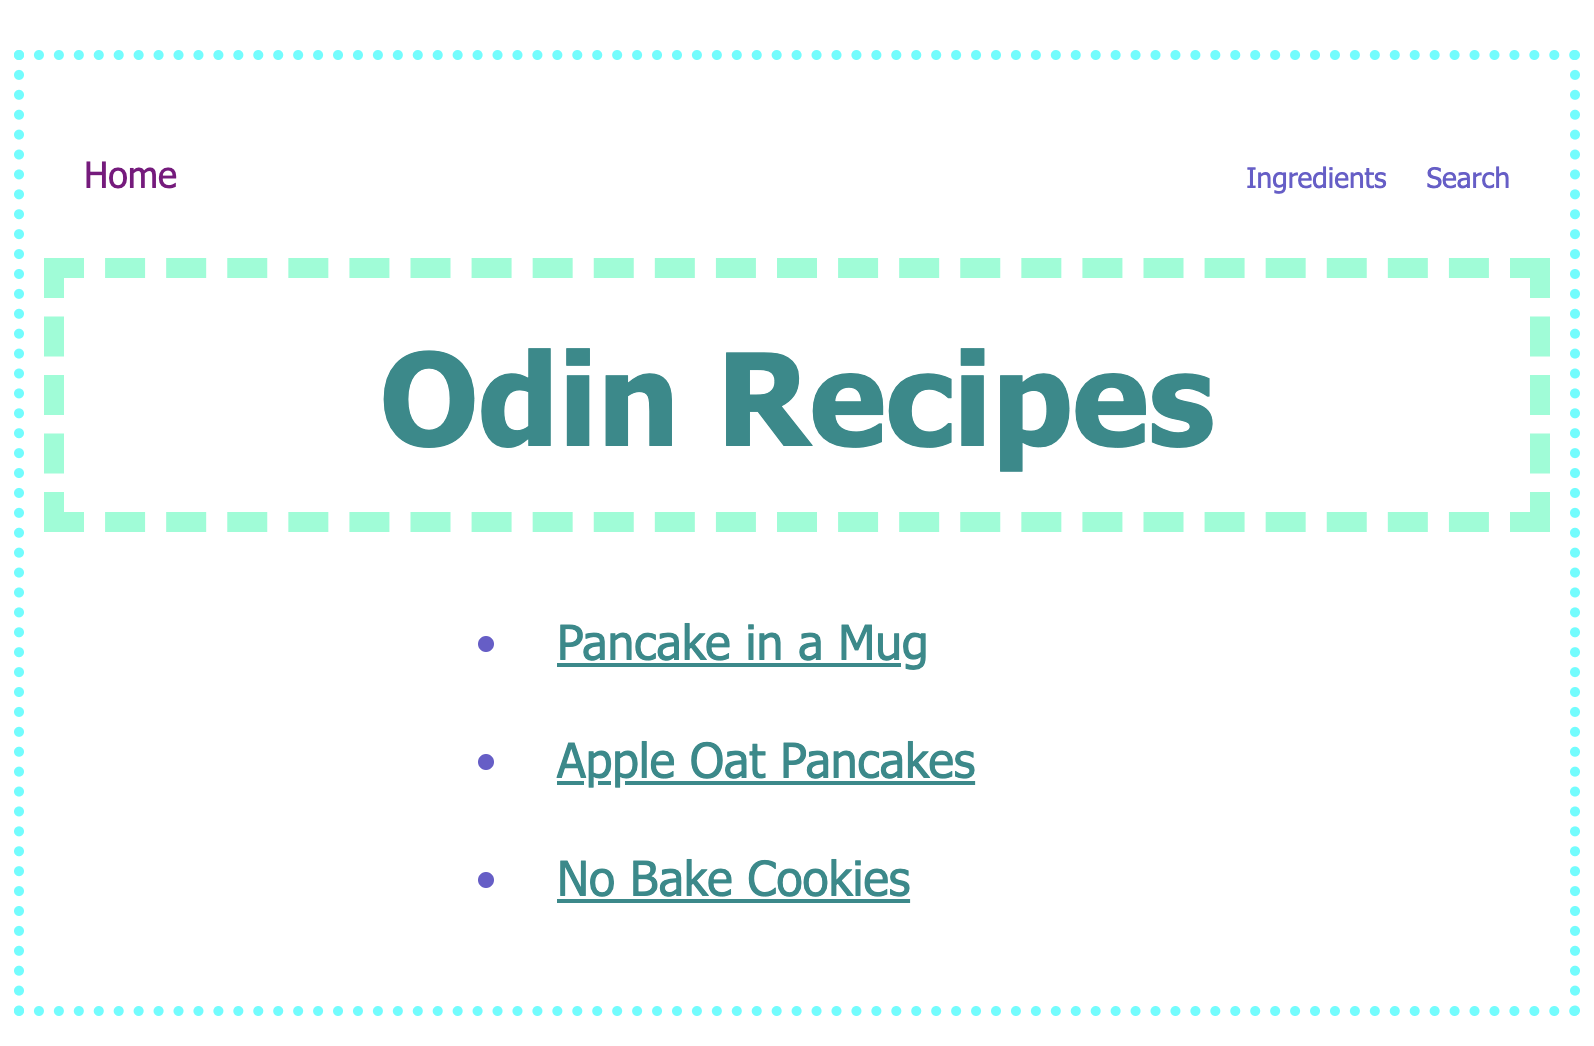 Home
Ingredients Search
Odin Recipes
Pancake in a Mug
Apple Oat Pancakes
No Bake Cookies